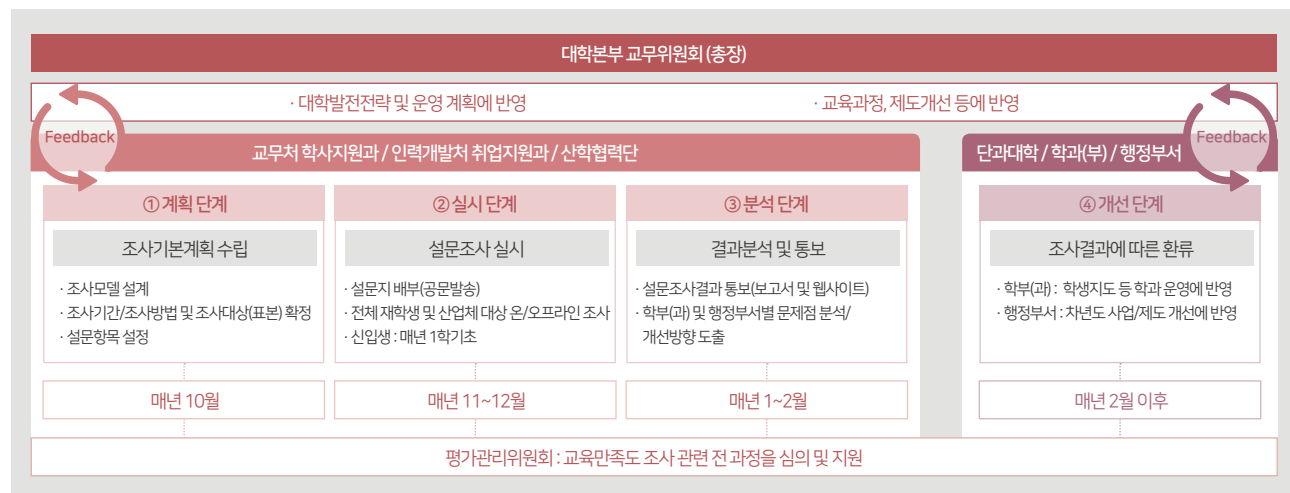 대학본부 교무위원회 (총장)
· 대학발전전략 및 운영 계획에 반영
· 교육과정, 제도개선 등에 반영
Feedback
교무처 학사지원과 / 인력개발처 취업지원과 / 산학협력단
단과대학 / 학과(부) / 행정부서
Feedback
① 계획 단계
조사기본계획 수립
· 조사모델 설계
· 조사기간/조사방법 및 조사대상(표본) 확정
· 설문항목 설정
매년 10월
② 실시 단계
설문조사 실시
· 설문지 배부(공문발송)
· 전체 재학생 및 산업체 대상 온/오프라인 조사
· 신입생 : 매년 1학기초
매년 11~12월
③ 분석 단계
결과분석 및 통보
· 설문조사결과 통보(보고서 및 웹사이트)
· 학부(과) 및 행정부서별 문제점 분석/
개선방향 도출
매년 1~2월
④ 개선 단계
조사결과에 따른 환류
· 학부(과) : 학생지도 등 학과 운영에 반영
· 행정부서 : 차년도 사업/제도 개선에 반영
매년 2월 이후
평가관리위원회 : 교육만족도 조사 관련 전 과정을 심의 및 지원